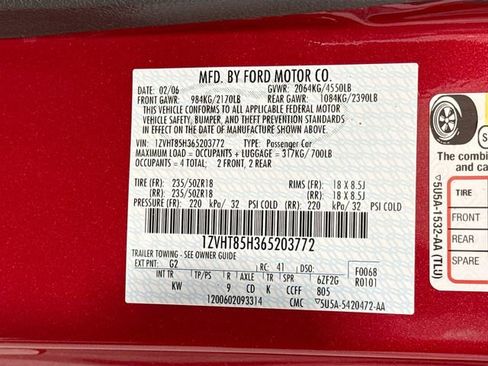 MFD. BY FORD MOTOR CO.
DATE: 02/06 GVWR: 2064KG/4550LB
FRONT GAWR: 984KG/2170LB REAR GAWR: 1084KG/2390LB
THIS VEHICLE CONFORMS TO ALL APPLICABLE FEDERAL MOTOR
VEHICLE SAFETY, BUMPER, AND THEFT PREVENTION STANDARDS IN EFFECT ON THE
DATE OF MANUFACTURE SHOWN ABOVE.
VIN: 1ZVHT85H365203772 TYPE: Passenger Car
MAXIMUM LOAD = OCCUPANTS + LUGGAGE = 317KG/700LB
OCCUPANTS = 4 TOTAL: 2 FRONT, 2 REAR
TIRE (FR): 235/50ZR18 RIMS (FR): 18 X 8.5J
(RR): 235/50ZR18 (RR): 18 X 8.5J
PRESSURE (FR): 220 kPa/ 32 PSI COLD (RR): 220 kPa/ 32 PSI COLD
1ZVHT85H365203772
TRAILER TOWING - SEE OWNER GUIDE
EXT PNT: G2 RC: 41 DSO: F0068
R0101
INT TR TP/PS R AXLE TR SPR 6ZF2G
KW 9 CD K CCFF 805
1200602093314 CMC 5U5A-5420472-AA
5U5A-1532-AA (TLU)
The combin
and ca
TIRE
FRONT
REAR
SPARE